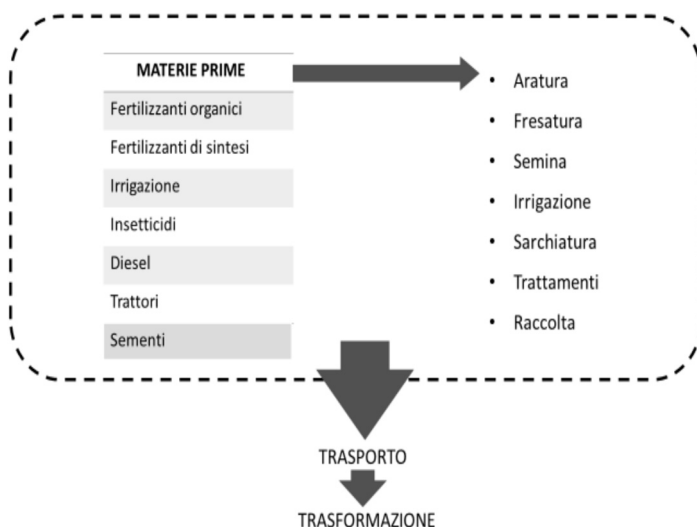 MATERIE PRIME
Fertilizzanti organici
Fertilizzanti di sintesi
Irrigazione
Insetticidi
Diesel
Trattori
Sementi
• Aratura
• Fresatura
• Semina
• Irrigazione
• Sarchiatura
• Trattamenti
• Raccolta
TRASPORTO
TRASFORMAZIONE